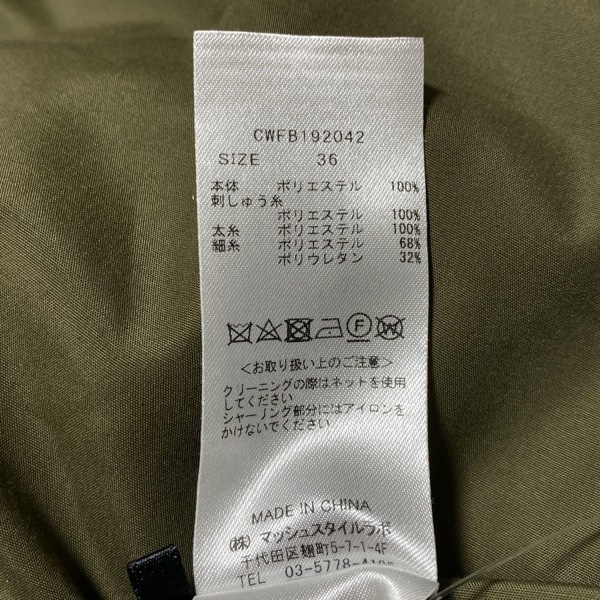 CWFB192042
SIZE 36
本体 ポリエステル 100%
刺しゅう糸
ポリエステル 100%
太糸 ポリエステル 100%
細糸 ポリエステル 68%
ポリウレタン 32%
F W
<お取り扱い上のご注意>
クリーニングの際はネットを使用
してください
シャーリング部分にはアイロンを
かけないでください
MADE IN CHINA
(株) マッシュスタイルラボ
千代田区麹町5-7-1-4F
TEL 03-5778-